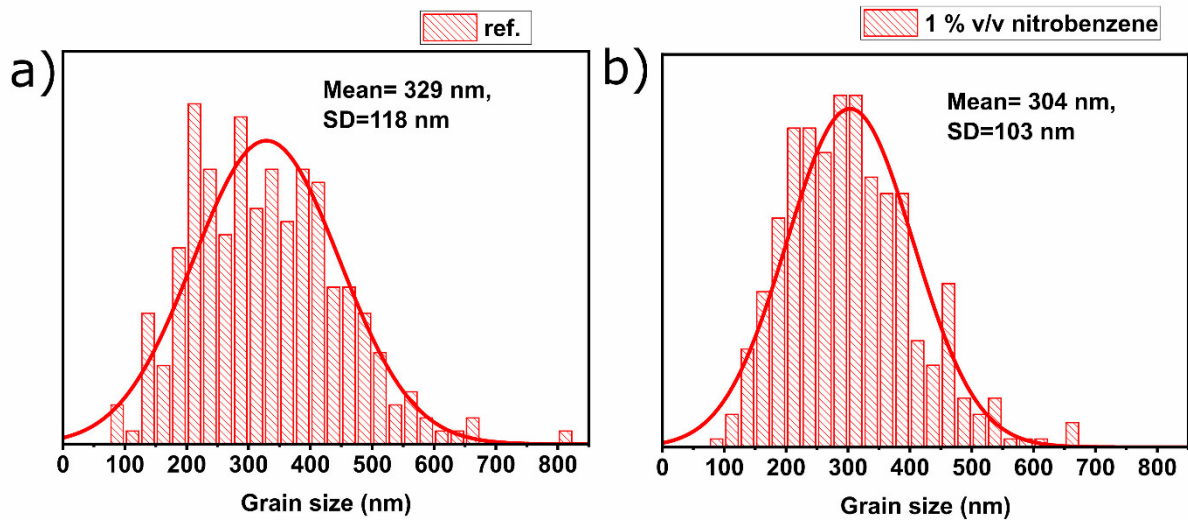 a)
ref.
Mean= 329 nm,
SD=118 nm
0 100 200 300 400 500 600 700 800
Grain size (nm)
b)
1 % v/v nitrobenzene
Mean= 304 nm,
SD=103 nm
0 100 200 300 400 500 600 700 800
Grain size (nm)